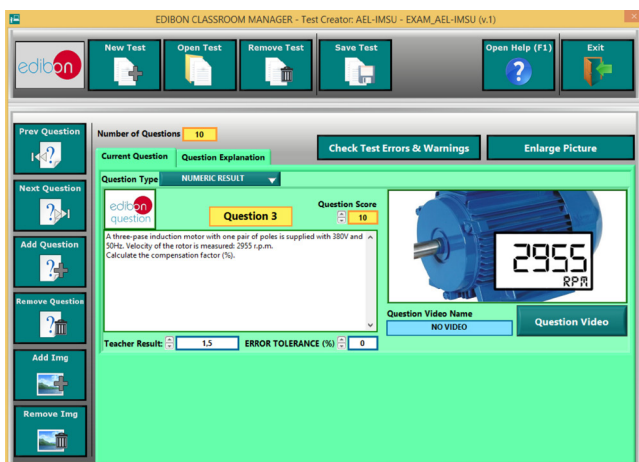 EDIBON CLASSROOM MANAGER - Test Creator: AEL-IMSU - EXAM_AEL-IMSU (v.1)
edibon
New Test
Open Test
Remove Test
Save Test
Open Help (F1)
Exit
Prev Question
Next Question
Add Question
Remove Question
Add Img
Remove Img
Number of Questions 10
Check Test Errors & Warnings
Enlarge Picture
Current Question
Question Explanation
Question Type NUMERIC RESULT
edibon
question
Question 3
Question Score
10
A three-pase induction motor with one pair of poles is supplied with 380V and
50Hz. Velocity of the rotor is measured: 2955 r.p.m.
Calculate the compensation factor (%).
2955
RPM
Question Video Name
NO VIDEO
Question Video
Teacher Result: 1,5 ERROR TOLERANCE (%) 0